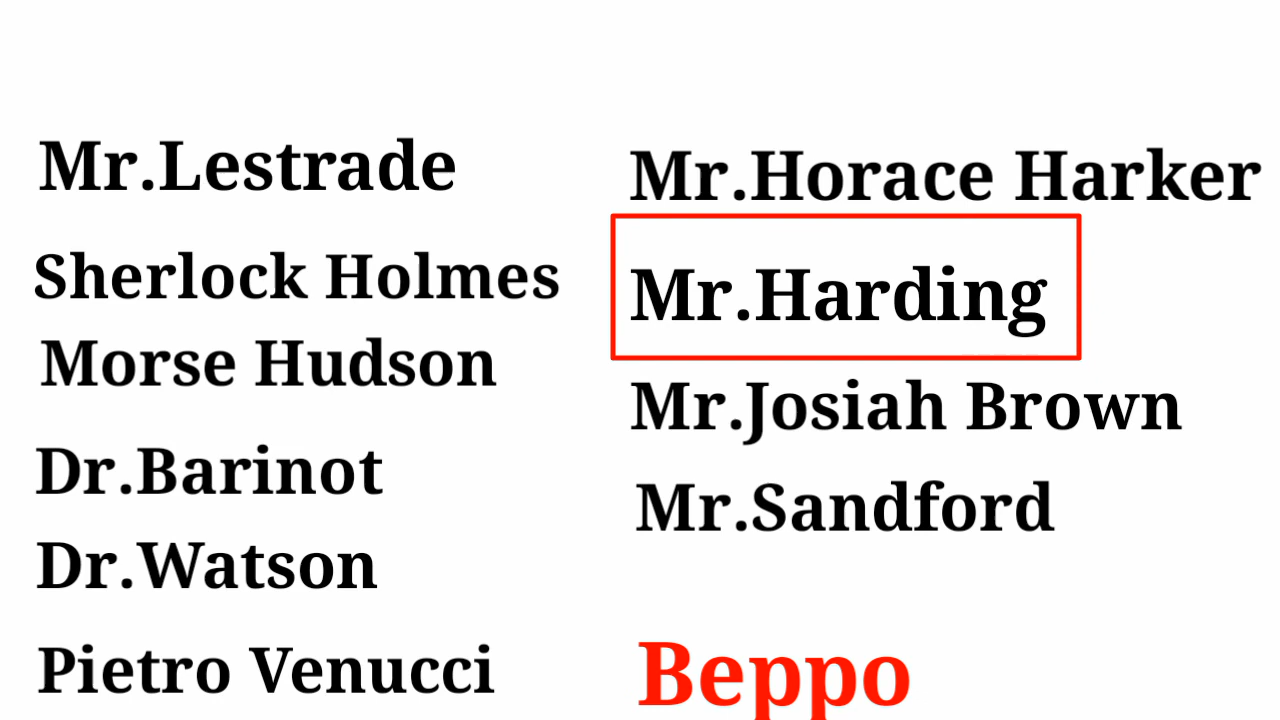 Mr.Lestrade
Sherlock Holmes
Morse Hudson
Dr.Barinot
Dr.Watson
Pietro Venucci
Mr.Horace Harker
Mr.Harding
Mr.Josiah Brown
Mr.Sandford
Beppo